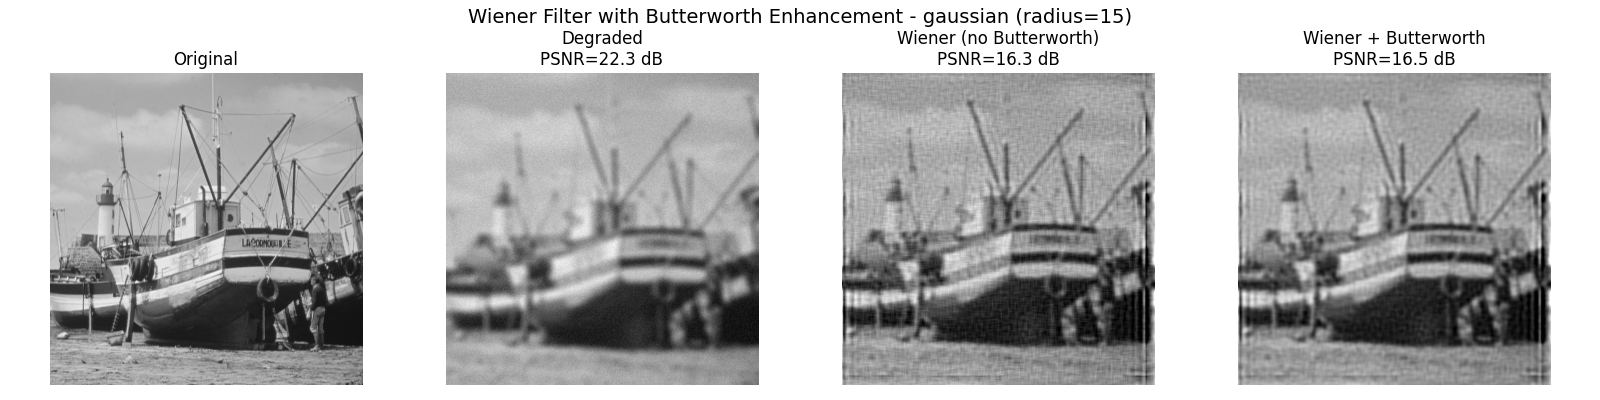 Wiener Filter with Butterworth Enhancement - gaussian (radius=15)
Original
Degraded
PSNR=22.3 dB
Wiener (no Butterworth)
PSNR=16.3 dB
Wiener + Butterworth
PSNR=16.5 dB